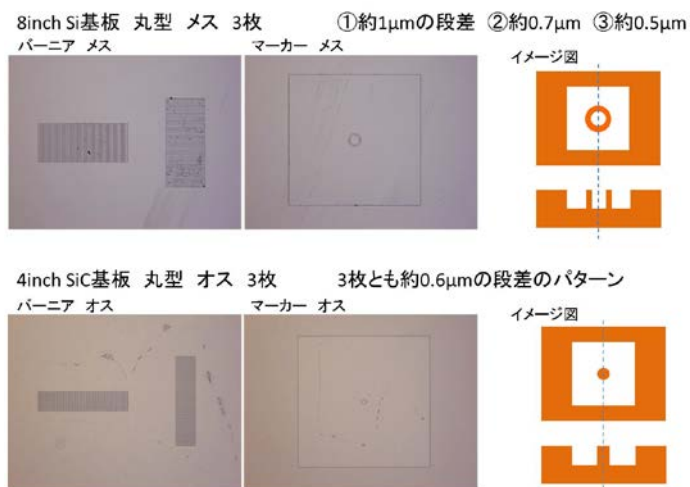 8inch Si基板 丸型 メス 3枚 ①約1μmの段差 ②約0.7μm ③約0.5μm
バーニア メス マーカー メス
イメージ図
4inch SiC基板 丸型 オス 3枚 3枚とも約0.6μmの段差のパターン
バーニア オス マーカー オス
イメージ図